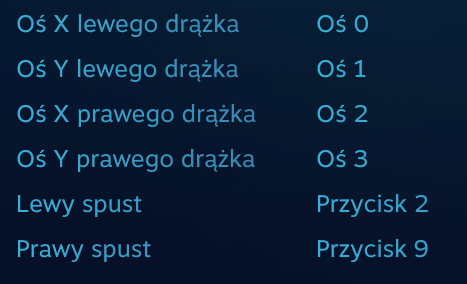 Oś X lewego drążka Oś 0
Oś Y lewego drążka Oś 1
Oś X prawego drążka Oś 2
Oś Y prawego drążka Oś 3
Lewy spust Przycisk 2
Prawy spust Przycisk 9